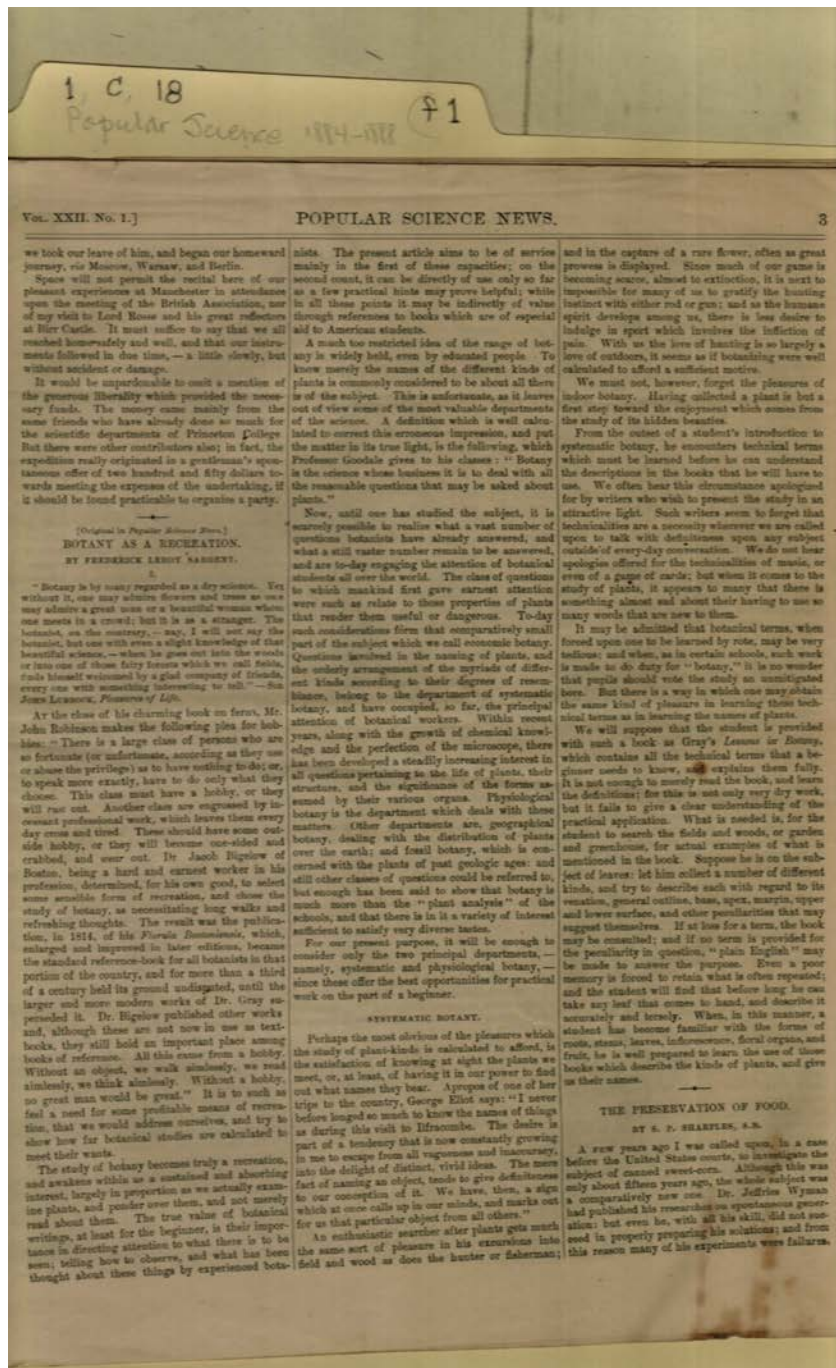 1, C, 18
Popular Science 1884-1888
f1
VOL. XXII. No. 1.]
POPULAR SCIENCE NEWS.
3
we took our leave of him, and began our homeward
journey, via Moscow, Warsaw, and Berlin.
Space will not permit the recital here of our
pleasant experiences at Manchester in attendance
upon the meeting of the British Association, nor
of my visit to Lord Rosse and his great reflectors
at Birr Castle. It must suffice to say that we all
reached home safely and well, and that our instru-
ments followed in due time, — a little slowly, but
without accident or damage.
It would be unpardonable to omit a mention of
the generous liberality which provided the neces-
sary funds. The money came mainly from the
same friends who have already done so much for
the scientific departments of Princeton College.
But there were other contributors also; in fact, the
expedition really originated in a gentleman's spon-
taneous offer of two hundred and fifty dollars to-
wards meeting the expenses of the undertaking, if
it should be found practicable to organize a party.
[Original in Popular Science News.]
BOTANY AS A RECREATION.
BY FREDERICK LEROY SARGENT.
I.
"Botany is by many regarded as a dry science. Yet
without it, one may admire flowers and trees as one
may admire a great man or a beautiful woman whom
one meets in a crowd; but it is as a stranger. The
botanist, on the contrary, — nay, I will not say the
botanist, but one with even a slight knowledge of that
beautiful science, — when he goes out into the woods
or into one of those fairy forests which we call fields,
finds himself welcomed by a glad company of friends,
every one with something interesting to tell." — SIR
JOHN LUBBOCK, Pleasures of Life.
AT the close of his charming book on ferns, Mr.
John Robinson makes the following plea for hob-
bies: "There is a large class of persons who are
so fortunate (or unfortunate, according as they use
or abuse the privilege) as to have nothing to do; or,
to speak more exactly, have to do only what they
choose. This class must have a hobby, or they
will rust out. Another class are engrossed by in-
cessant professional work, which leaves them every
day cross and tired. These should have some out-
side hobby, or they will become one-sided and
crabbed, and wear out. Dr Jacob Bigelow of
Boston, being a hard and earnest worker in his
profession, determined, for his own good, to select
some sensible form of recreation, and chose the
study of botany, as necessitating long walks and
refreshing thoughts. The result was the publica-
tion, in 1814, of his Florula Bostoniensis, which,
enlarged and improved in later editions, became
the standard reference-book for all botanists in that
portion of the country, and for more than a third
of a century held its ground undisputed, until the
larger and more modern works of Dr. Gray su-
perseded it. Dr. Bigelow published other works
and, although these are not now in use as text-
books, they still hold an important place among
books of reference. All this came from a hobby.
Without an object, we walk aimlessly, we read
aimlessly, we think aimlessly. Without a hobby,
no great man would be great." It is to such as
feel a need for some profitable means of recrea-
tion, that we would address ourselves, and try to
show how far botanical studies are calculated to
meet their wants.
The study of botany becomes truly a recreation,
and awakens within us a sustained and absorbing
interest, largely in proportion as we actually exam-
ine plants, and ponder over them, and not merely
read about them. The true value of botanical
writings, at least for the beginner, is their impor-
tance in directing attention to what there is to be
seen; telling how to observe, and what has been
thought about these things by experienced bota-
nists. The present article aims to be of service
mainly in the first of these capacities; on the
second count, it can be directly of use only so far
as a few practical hints may prove helpful; while
in all these points it may be indirectly of value
through references to books which are of especial
aid to American students.
A much too restricted idea of the range of bot-
any is widely held, even by educated people. To
know merely the names of the different kinds of
plants is commonly considered to be about all there
is of the subject. This is unfortunate, as it leaves
out of view some of the most valuable departments
of the science. A definition which is well calcu-
lated to correct this erroneous impression, and put
the matter in its true light, is the following, which
Professor Goodale gives to his classes: "Botany
is the science whose business it is to deal with all
the reasonable questions that may be asked about
plants."
Now, until one has studied the subject, it is
scarcely possible to realize what a vast number of
questions botanists have already answered, and
what a still vaster number remain to be answered,
and are to-day engaging the attention of botanical
students all over the world. The class of questions
to which mankind first gave earnest attention
were such as relate to those properties of plants
that render them useful or dangerous. To-day
such considerations form that comparatively small
part of the subject which we call economic botany.
Questions involved in the naming of plants, and
the orderly arrangement of the myriads of differ-
ent kinds according to their degrees of resem-
blance, belong to the department of systematic
botany, and have occupied, so far, the principal
attention of botanical workers. Within recent
years, along with the growth of chemical knowl-
edge and the perfection of the microscope, there
has been developed a steadily increasing interest in
all questions pertaining to the life of plants, their
structure, and the significance of the forms as-
sumed by their various organs. Physiological
botany is the department which deals with these
matters. Other departments are, geographical
botany, dealing with the distribution of plants
over the earth; and fossil botany, which is con-
cerned with the plants of past geologic ages: and
still other classes of questions could be referred to,
but enough has been said to show that botany is
much more than the "plant analysis" of the
schools, and that there is in it a variety of interest
sufficient to satisfy very diverse tastes.
For our present purpose, it will be enough to
consider only the two principal departments, —
namely, systematic and physiological botany, —
since these offer the best opportunities for practical
work on the part of a beginner.
SYSTEMATIC BOTANY.
Perhaps the most obvious of the pleasures which
the study of plant-kinds is calculated to afford, is
the satisfaction of knowing at sight the plants we
meet, or, at least, of having it in our power to find
out what names they bear. Apropos of one of her
trips to the country, George Eliot says: "I never
before longed so much to know the names of things
as during this visit to Ilfracombe. The desire is
part of a tendency that is now constantly growing
in me to escape from all vagueness and inaccuracy,
into the delight of distinct, vivid ideas. The mere
fact of naming an object, tends to give definiteness
to our conception of it. We have, then, a sign
which at once calls up in our minds, and marks out
for us that particular object from all others."
An enthusiastic searcher after plants gets much
the same sort of pleasure in his excursions into
field and wood as does the hunter or fisherman;
and in the capture of a rare flower, often as great
prowess is displayed. Since much of our game is
becoming scarce, almost to extinction, it is next to
impossible for many of us to gratify the hunting
instinct with either rod or gun; and as the humane
spirit develops among us, there is less desire to
indulge in sport which involves the infliction of
pain. With us the love of hunting is so largely a
love of outdoors, it seems as if botanizing were well
calculated to afford a sufficient motive.
We must not, however, forget the pleasures of
indoor botany. Having collected a plant is but a
first step toward the enjoyment which comes from
the study of its hidden beauties.
From the outset of a student's introduction to
systematic botany, he encounters technical terms
which must be learned before he can understand
the descriptions in the books that he will have to
use. We often hear this circumstance apologized
for by writers who wish to present the study in an
attractive light. Such writers seem to forget that
technicalities are a necessity wherever we are called
upon to talk with definiteness upon any subject
outside of every-day conversation. We do not hear
apologies offered for the technicalities of music, or
even of a game of cards; but when it comes to the
study of plants, it appears to many that there is
something almost sad about their having to use so
many words that are new to them.
It may be admitted that botanical terms, when
forced upon one to be learned by rote, may be very
tedious; and when, as in certain schools, such work
is made to do duty for "botany," it is no wonder
that pupils should vote the study an unmitigated
bore. But there is a way in which one may obtain
the same kind of pleasure in learning these tech-
nical terms as in learning the names of plants.
We will suppose that the student is provided
with such a book as Gray's Lessons in Botany,
which contains all the technical terms that a be-
ginner needs to know, and explains them fully.
It is not enough to merely read the book, and learn
the definitions; for this is not only very dry work,
but it fails to give a clear understanding of the
practical application. What is needed is, for the
student to search the fields and woods, or garden
and greenhouse, for actual examples of what is
mentioned in the book. Suppose he is on the sub-
ject of leaves: let him collect a number of different
kinds, and try to describe each with regard to its
venation, general outline, base, apex, margin, upper
and lower surface, and other peculiarities that may
suggest themselves. If at loss for a term, the book
may be consulted; and if no term is provided for
the peculiarity in question, "plain English" may
be made to answer the purpose. Even a poor
memory is forced to retain what is often repeated;
and the student will find that before long he can
take any leaf that comes to hand, and describe it
accurately and tersely. When, in this manner, a
student has become familiar with the forms of
roots, stems, leaves, inflorescence, floral organs, and
fruit, he is well prepared to learn the use of those
books which describe the kinds of plants, and give
us their names.
THE PRESERVATION OF FOOD.
BY S. P. SHARPLES, S.B.
A FEW years ago I was called upon, in a case
before the United States courts, to investigate the
subject of canned sweet-corn. Although this was
only about fifteen years ago, the whole subject was
a comparatively new one. Dr. Jeffries Wyman
had published his researches on spontaneous gener-
ation: but even he, with all his skill, did not suc-
ceed in properly preparing his solutions; and from
this reason many of his experiments were failures.